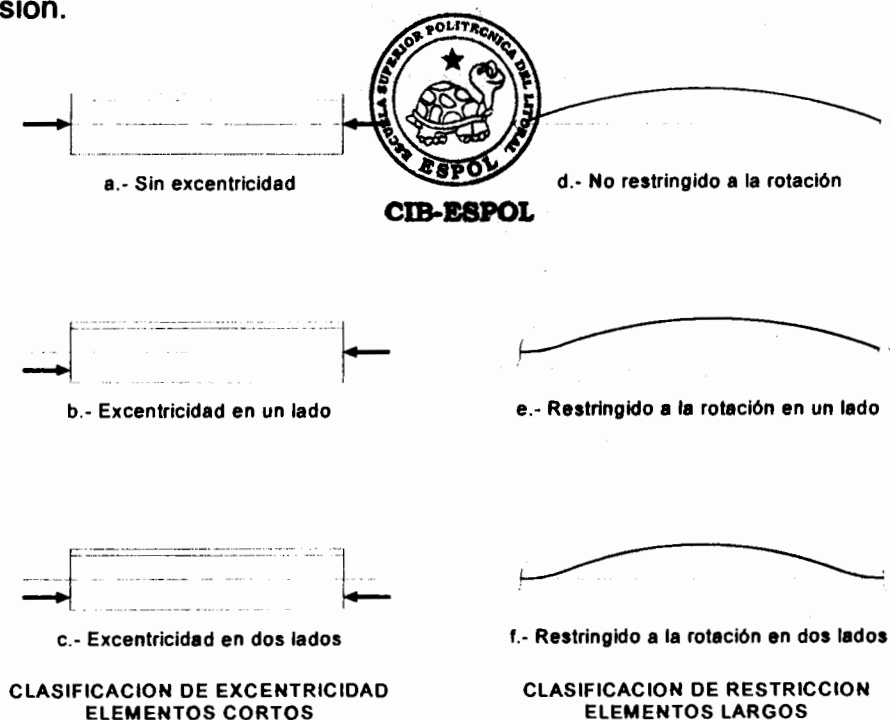 sión.
ESCUELA SUPERIOR POLITECNICA DEL LITORAL
ESPOL
CIB-ESPOL
a.- Sin excentricidad
d.- No restringido a la rotación
b.- Excentricidad en un lado
e.- Restringido a la rotación en un lado
c.- Excentricidad en dos lados
f.- Restringido a la rotación en dos lados
CLASIFICACION DE EXCENTRICIDAD
ELEMENTOS CORTOS
CLASIFICACION DE RESTRICCION
ELEMENTOS LARGOS